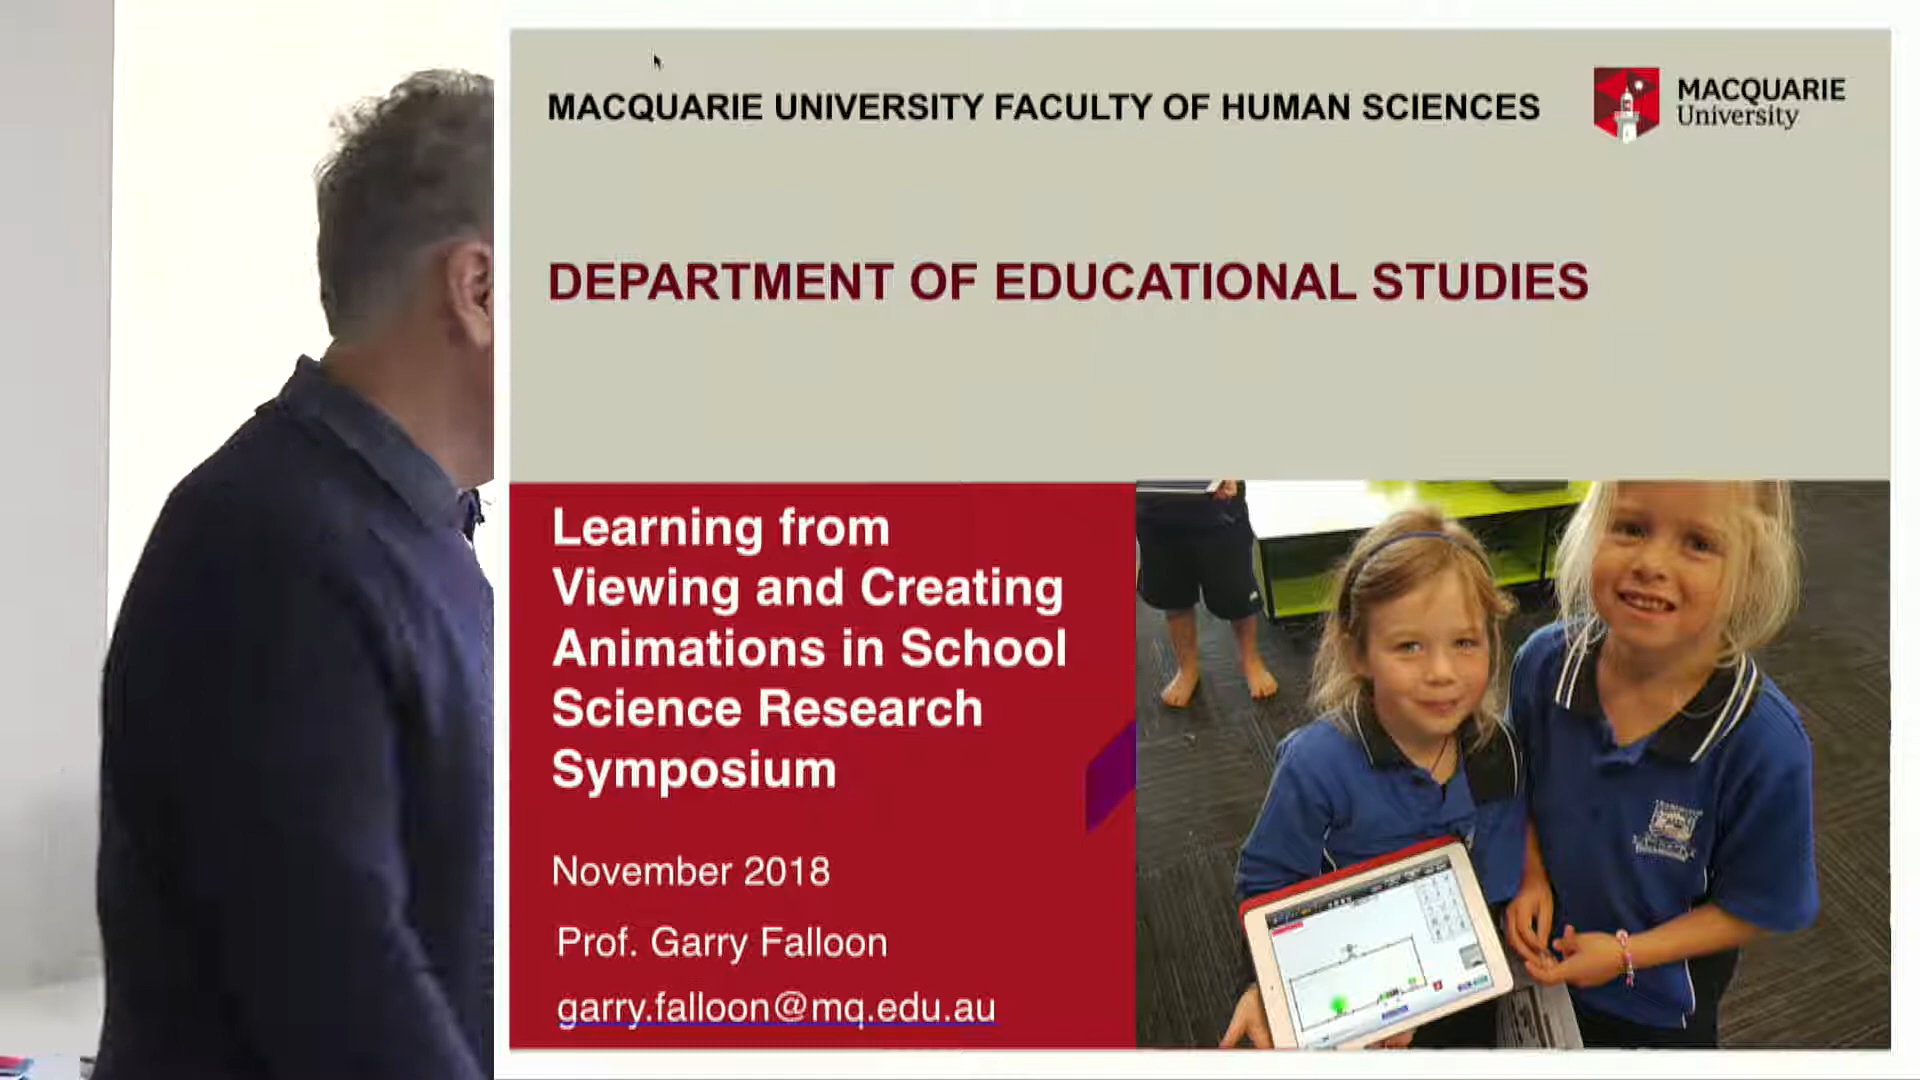 MACQUARIE UNIVERSITY FACULTY OF HUMAN SCIENCES
MACQUARIE
University
DEPARTMENT OF EDUCATIONAL STUDIES
Learning from
Viewing and Creating
Animations in School
Science Research
Symposium
November 2018
Prof. Garry Falloon
garry.falloon@mq.edu.au